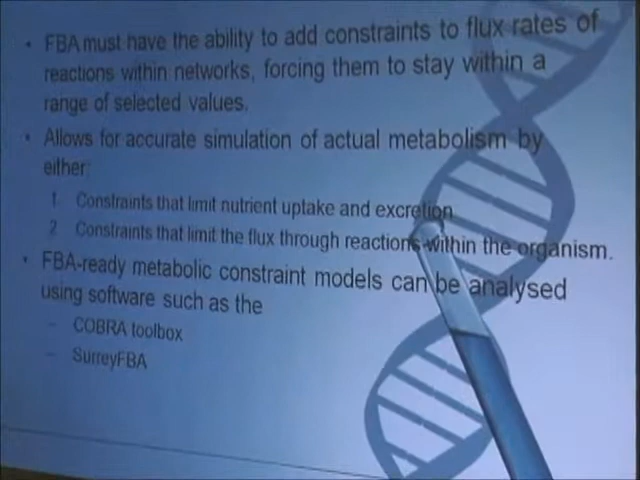 • FBA must have the ability to add constraints to flux rates of
reactions within networks, forcing them to stay within a
range of selected values.
• Allows for accurate simulation of actual metabolism by
either:
1 Constraints that limit nutrient uptake and excretion
2 Constraints that limit the flux through reactions within the organism.
• FBA-ready metabolic constraint models can be analysed
using software such as the
– COBRA toolbox
– SurreyFBA